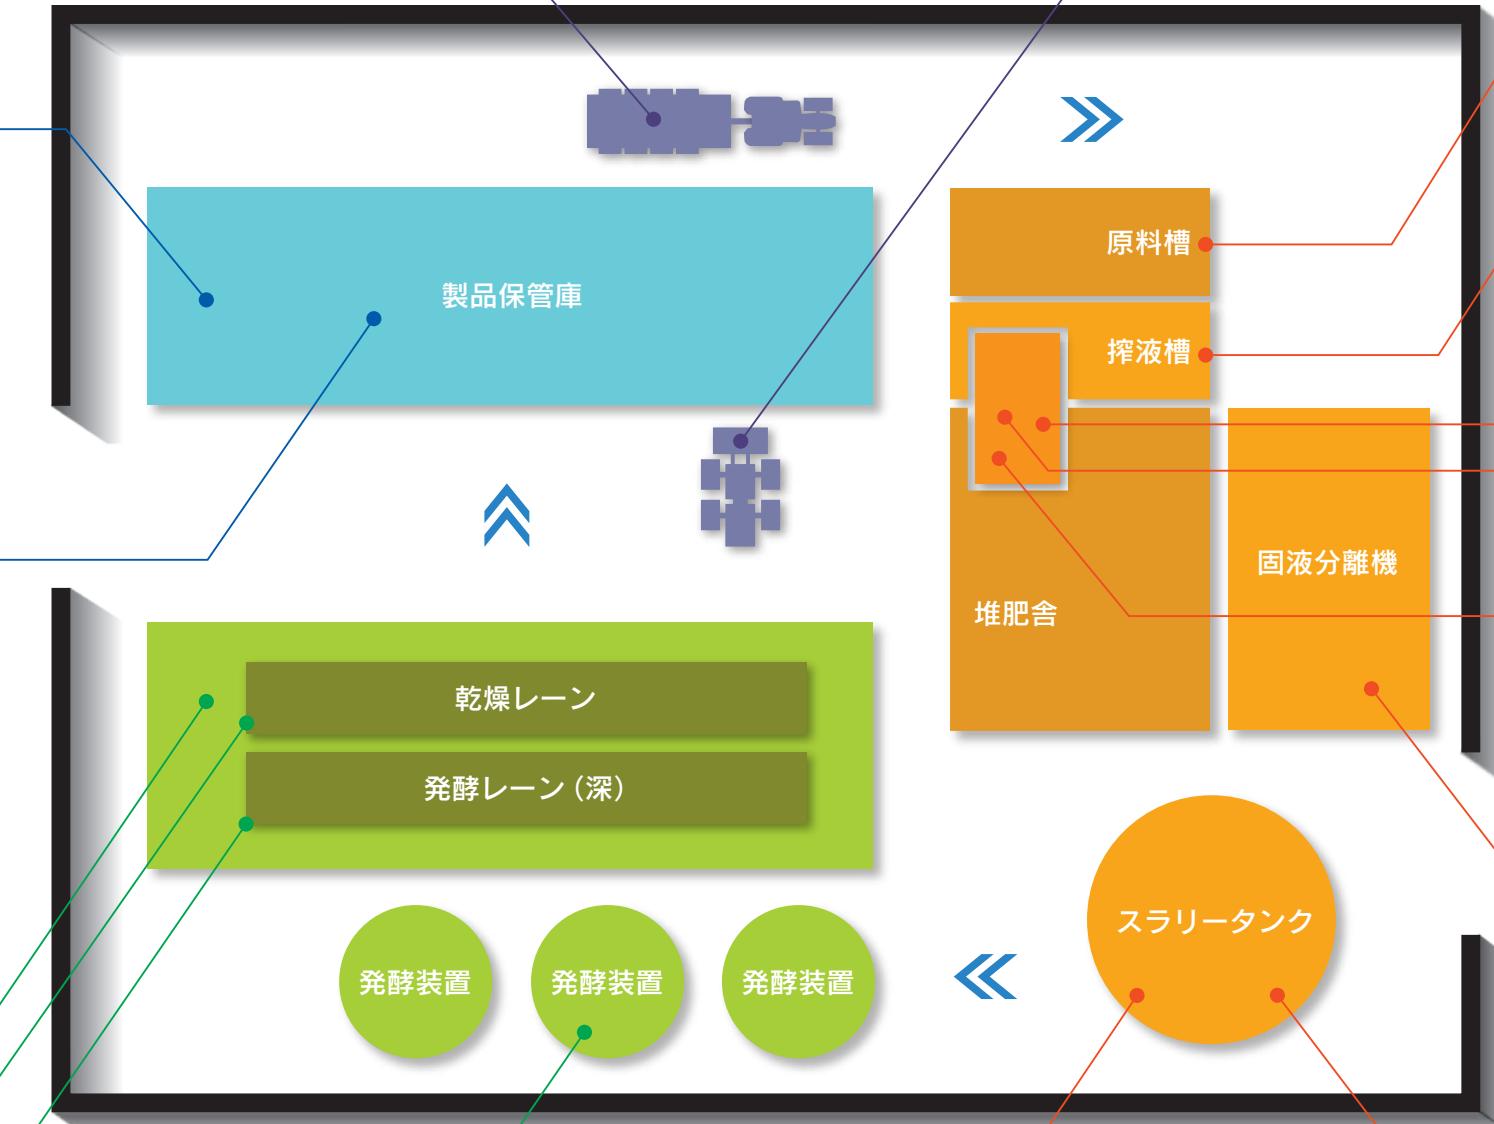 原料槽
製品保管庫
搾液槽
固液分離機
堆肥舎
乾燥レーン
発酵レーン（深）
スラリータンク
発酵装置
発酵装置
発酵装置